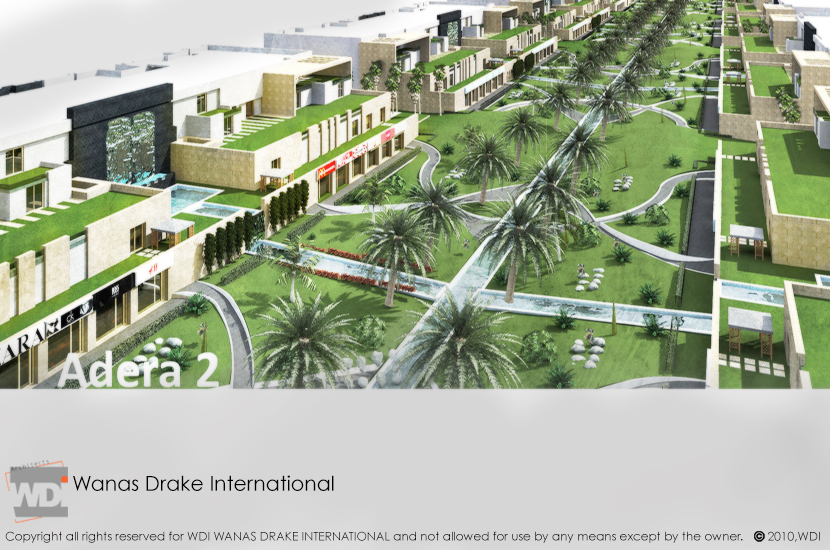 H&M
Adera 2
Architects
WDI
Wanas Drake International
Copyright all rights reserved for WDI WANAS DRAKE INTERNATIONAL and not allowed for use by any means except by the owner. © 2010,WDI